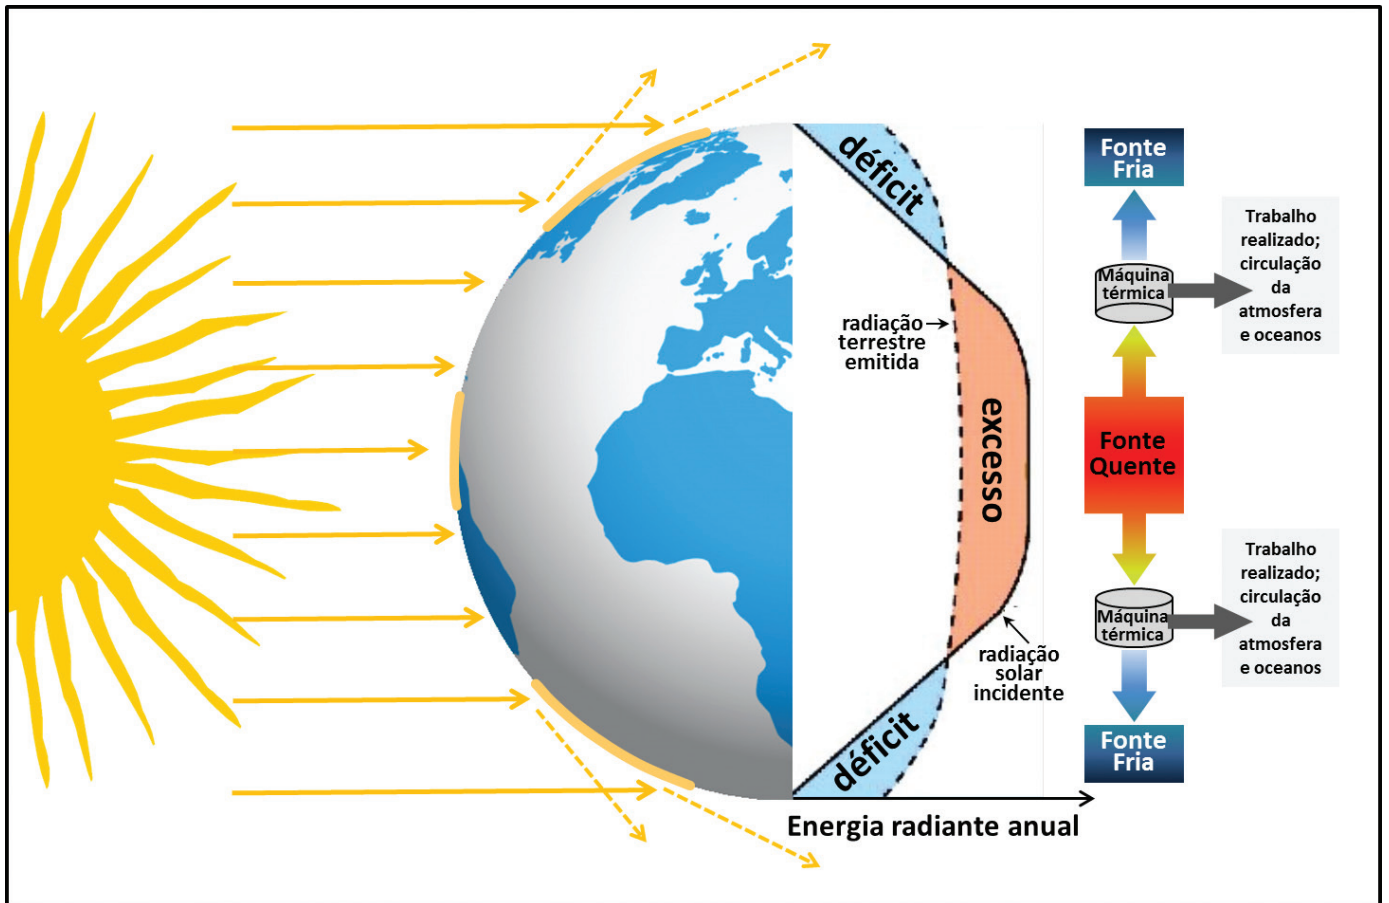 déficit
radiação
terrestre
emitida
excesso
radiação
solar
incidente
déficit
Energia radiante anual
Fonte
Fria
Máquina
térmica
Trabalho
realizado;
circulação
da
atmosfera
e oceanos
Fonte
Quente
Máquina
térmica
Trabalho
realizado;
circulação
da
atmosfera
e oceanos
Fonte
Fria